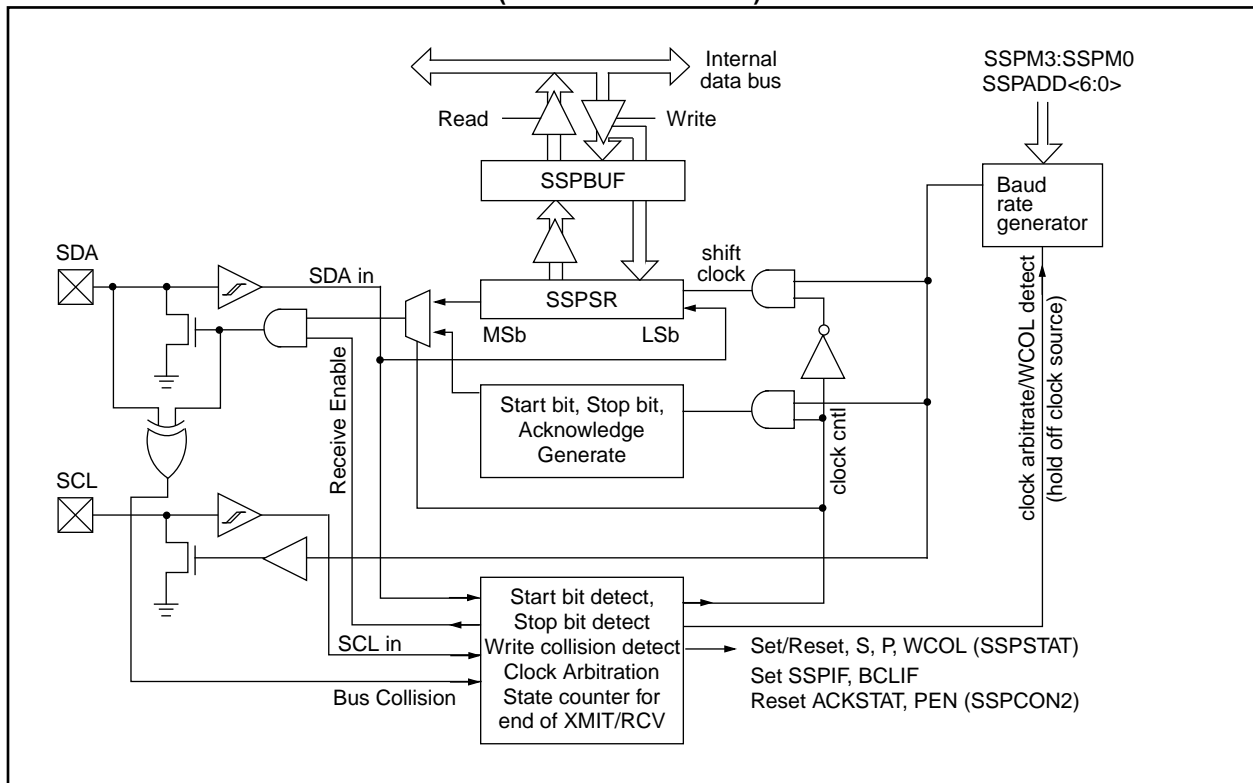 Internal
data bus
SSPM3:SSPM0
SSPADD<6:0>
Read
Write
SSPBUF
Baud
rate
generator
SDA
SDA in
shift
clock
SSPSR
MSb
LSb
Receive Enable
Start bit, Stop bit,
Acknowledge
Generate
clock cntl
clock arbitrate/WCOL detect
(hold off clock source)
SCL
SCL in
Bus Collision
Start bit detect,
Stop bit detect
Write collision detect
Clock Arbitration
State counter for
end of XMIT/RCV
Set/Reset, S, P, WCOL (SSPSTAT)
Set SSPIF, BCLIF
Reset ACKSTAT, PEN (SSPCON2)